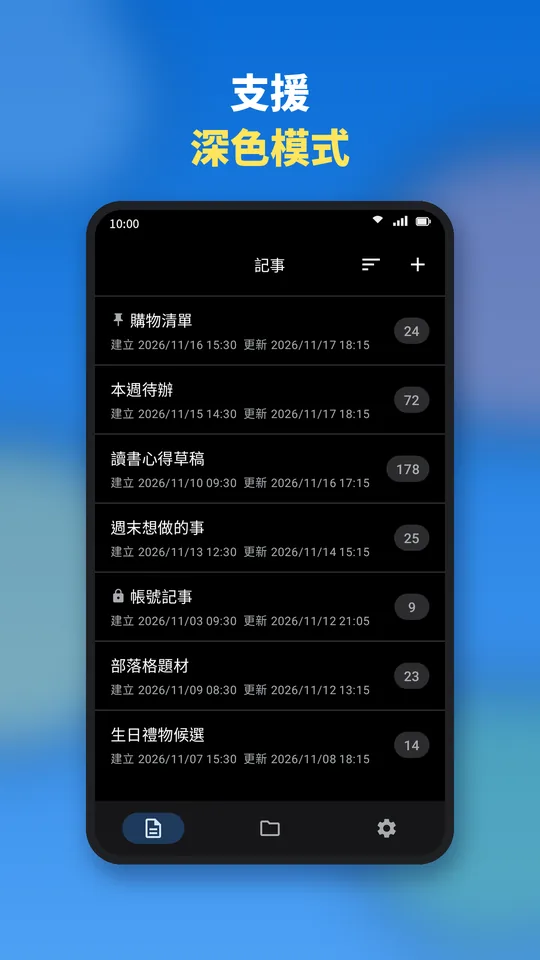 支援
深色模式
10:00
記事
購物清單
建立 2026/11/16 15:30 更新 2026/11/17 18:15
24
本週待辦
建立 2026/11/15 14:30 更新 2026/11/17 18:15
72
讀書心得草稿
建立 2026/11/10 09:30 更新 2026/11/16 17:15
178
週末想做的事
建立 2026/11/13 12:30 更新 2026/11/14 15:15
25
帳號記事
建立 2026/11/03 09:30 更新 2026/11/12 21:05
9
部落格題材
建立 2026/11/09 08:30 更新 2026/11/12 13:15
23
生日禮物候選
建立 2026/11/07 15:30 更新 2026/11/08 18:15
14